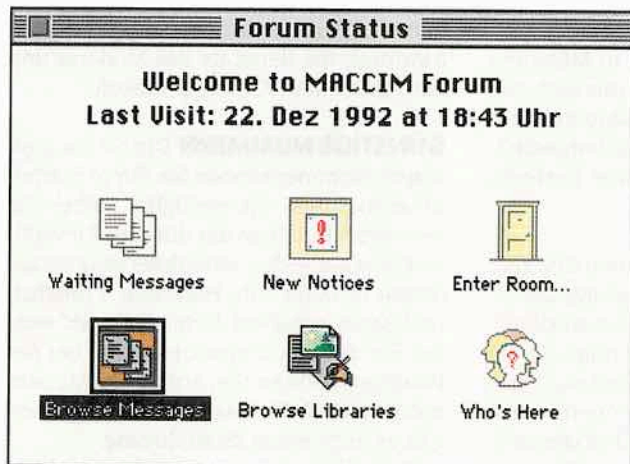 Forum Status
Welcome to MACCIM Forum
Last Visit: 22. Dez 1992 at 18:43 Uhr
Waiting Messages
New Notices
Enter Room...
Browse Messages
Browse Libraries
Who's Here